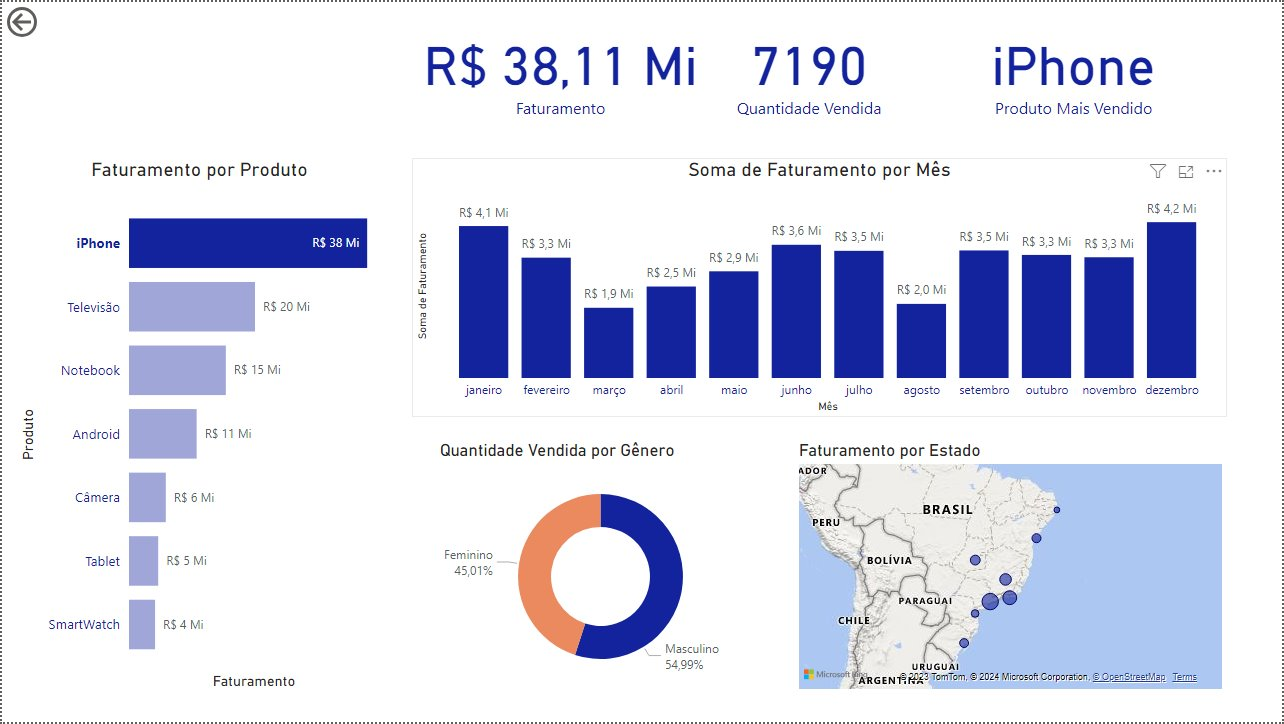 R$ 38,11 Mi
Faturamento
7190
Quantidade Vendida
iPhone
Produto Mais Vendido
Faturamento por Produto
Produto
iPhone
R$ 38 Mi
Televisão
R$ 20 Mi
Notebook
R$ 15 Mi
Android
R$ 11 Mi
Câmera
R$ 6 Mi
Tablet
R$ 5 Mi
SmartWatch
R$ 4 Mi
Faturamento
Soma de Faturamento por Mês
Soma de Faturamento
R$ 4,1 Mi
R$ 3,3 Mi
R$ 1,9 Mi
R$ 2,5 Mi
R$ 2,9 Mi
R$ 3,6 Mi
R$ 3,5 Mi
R$ 2,0 Mi
R$ 3,5 Mi
R$ 3,3 Mi
R$ 3,3 Mi
R$ 4,2 Mi
janeiro
fevereiro
março
abril
maio
junho
julho
agosto
setembro
outubro
novembro
dezembro
Mês
Quantidade Vendida por Gênero
Feminino
45,01%
Masculino
54,99%
Faturamento por Estado
ADOR
BRASIL
PERU
BOLÍVIA
PARAGUAI
CHILE
URUGUAI
ARGENTINA
Microsoft Bing
© 2023 TomTom, © 2024 Microsoft Corporation, © OpenStreetMap Terms